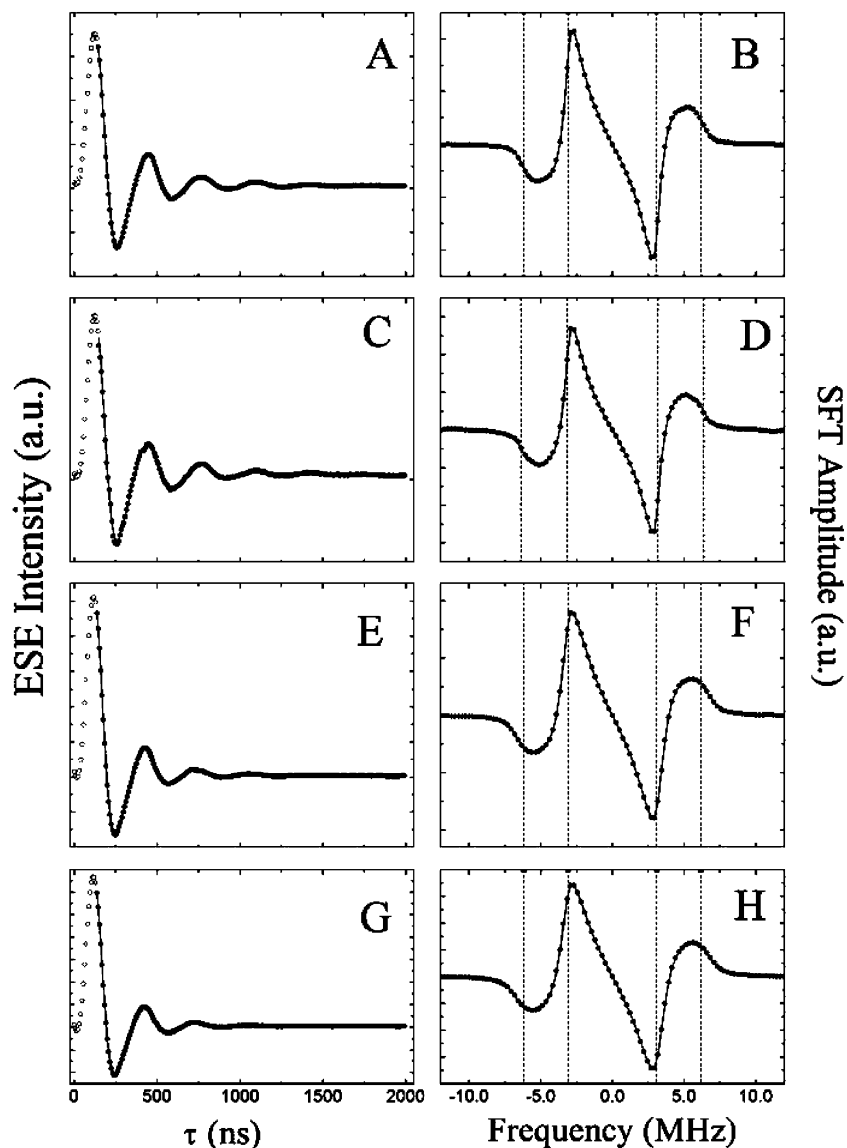 A
B
C
D
E
F
G
H
ESE Intensity (a.u.)
SFT Amplitude (a.u.)
0 500 1000 1500 2000
-10.0 -5.0 0.0 5.0 10.0
τ (ns)
Frequency (MHz)